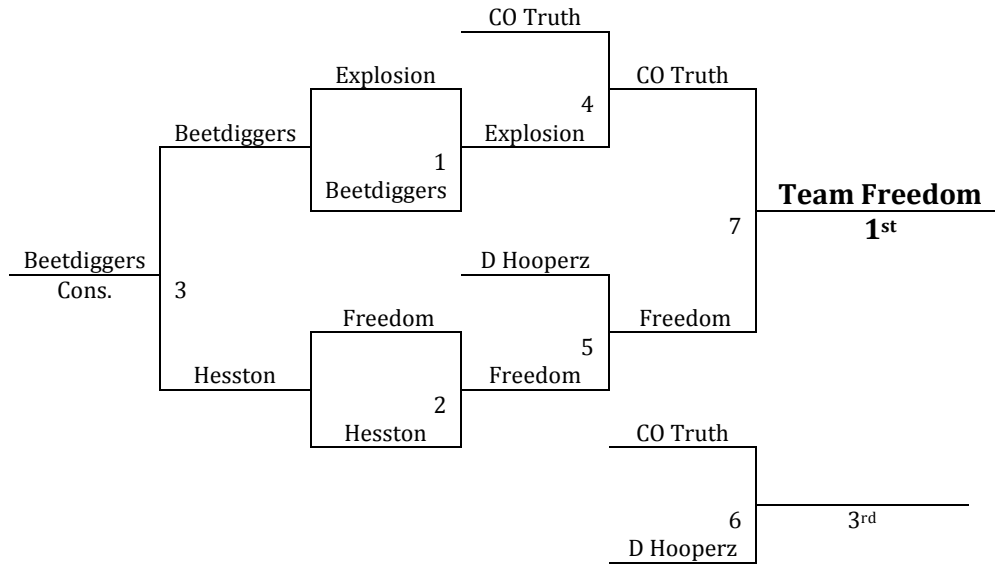 CO Truth
Explosion
CO Truth
4
Beetdiggers
Explosion
1
Beetdiggers
Team Freedom
7
1st
Beetdiggers
D Hooperz
Cons.
3
Freedom
Freedom
5
Hesston
Freedom
2
Hesston
CO Truth
6
3rd
D Hooperz